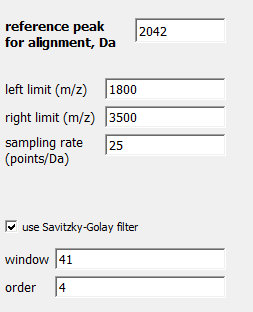 reference peak
for alignment, Da 2042
left limit (m/z) 1800
right limit (m/z) 3500
sampling rate
(points/Da) 25
use Savitzky-Golay filter
window 41
order 4